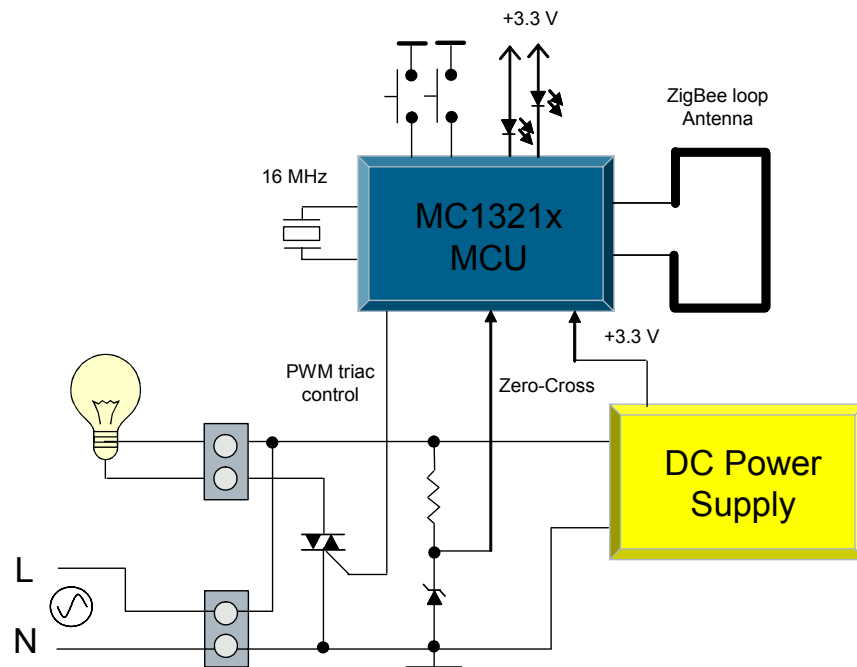 +3.3 V
ZigBee loop
Antenna
16 MHz
MC1321x
MCU
+3.3 V
PWM triac
control
Zero-Cross
DC Power
Supply
L
N